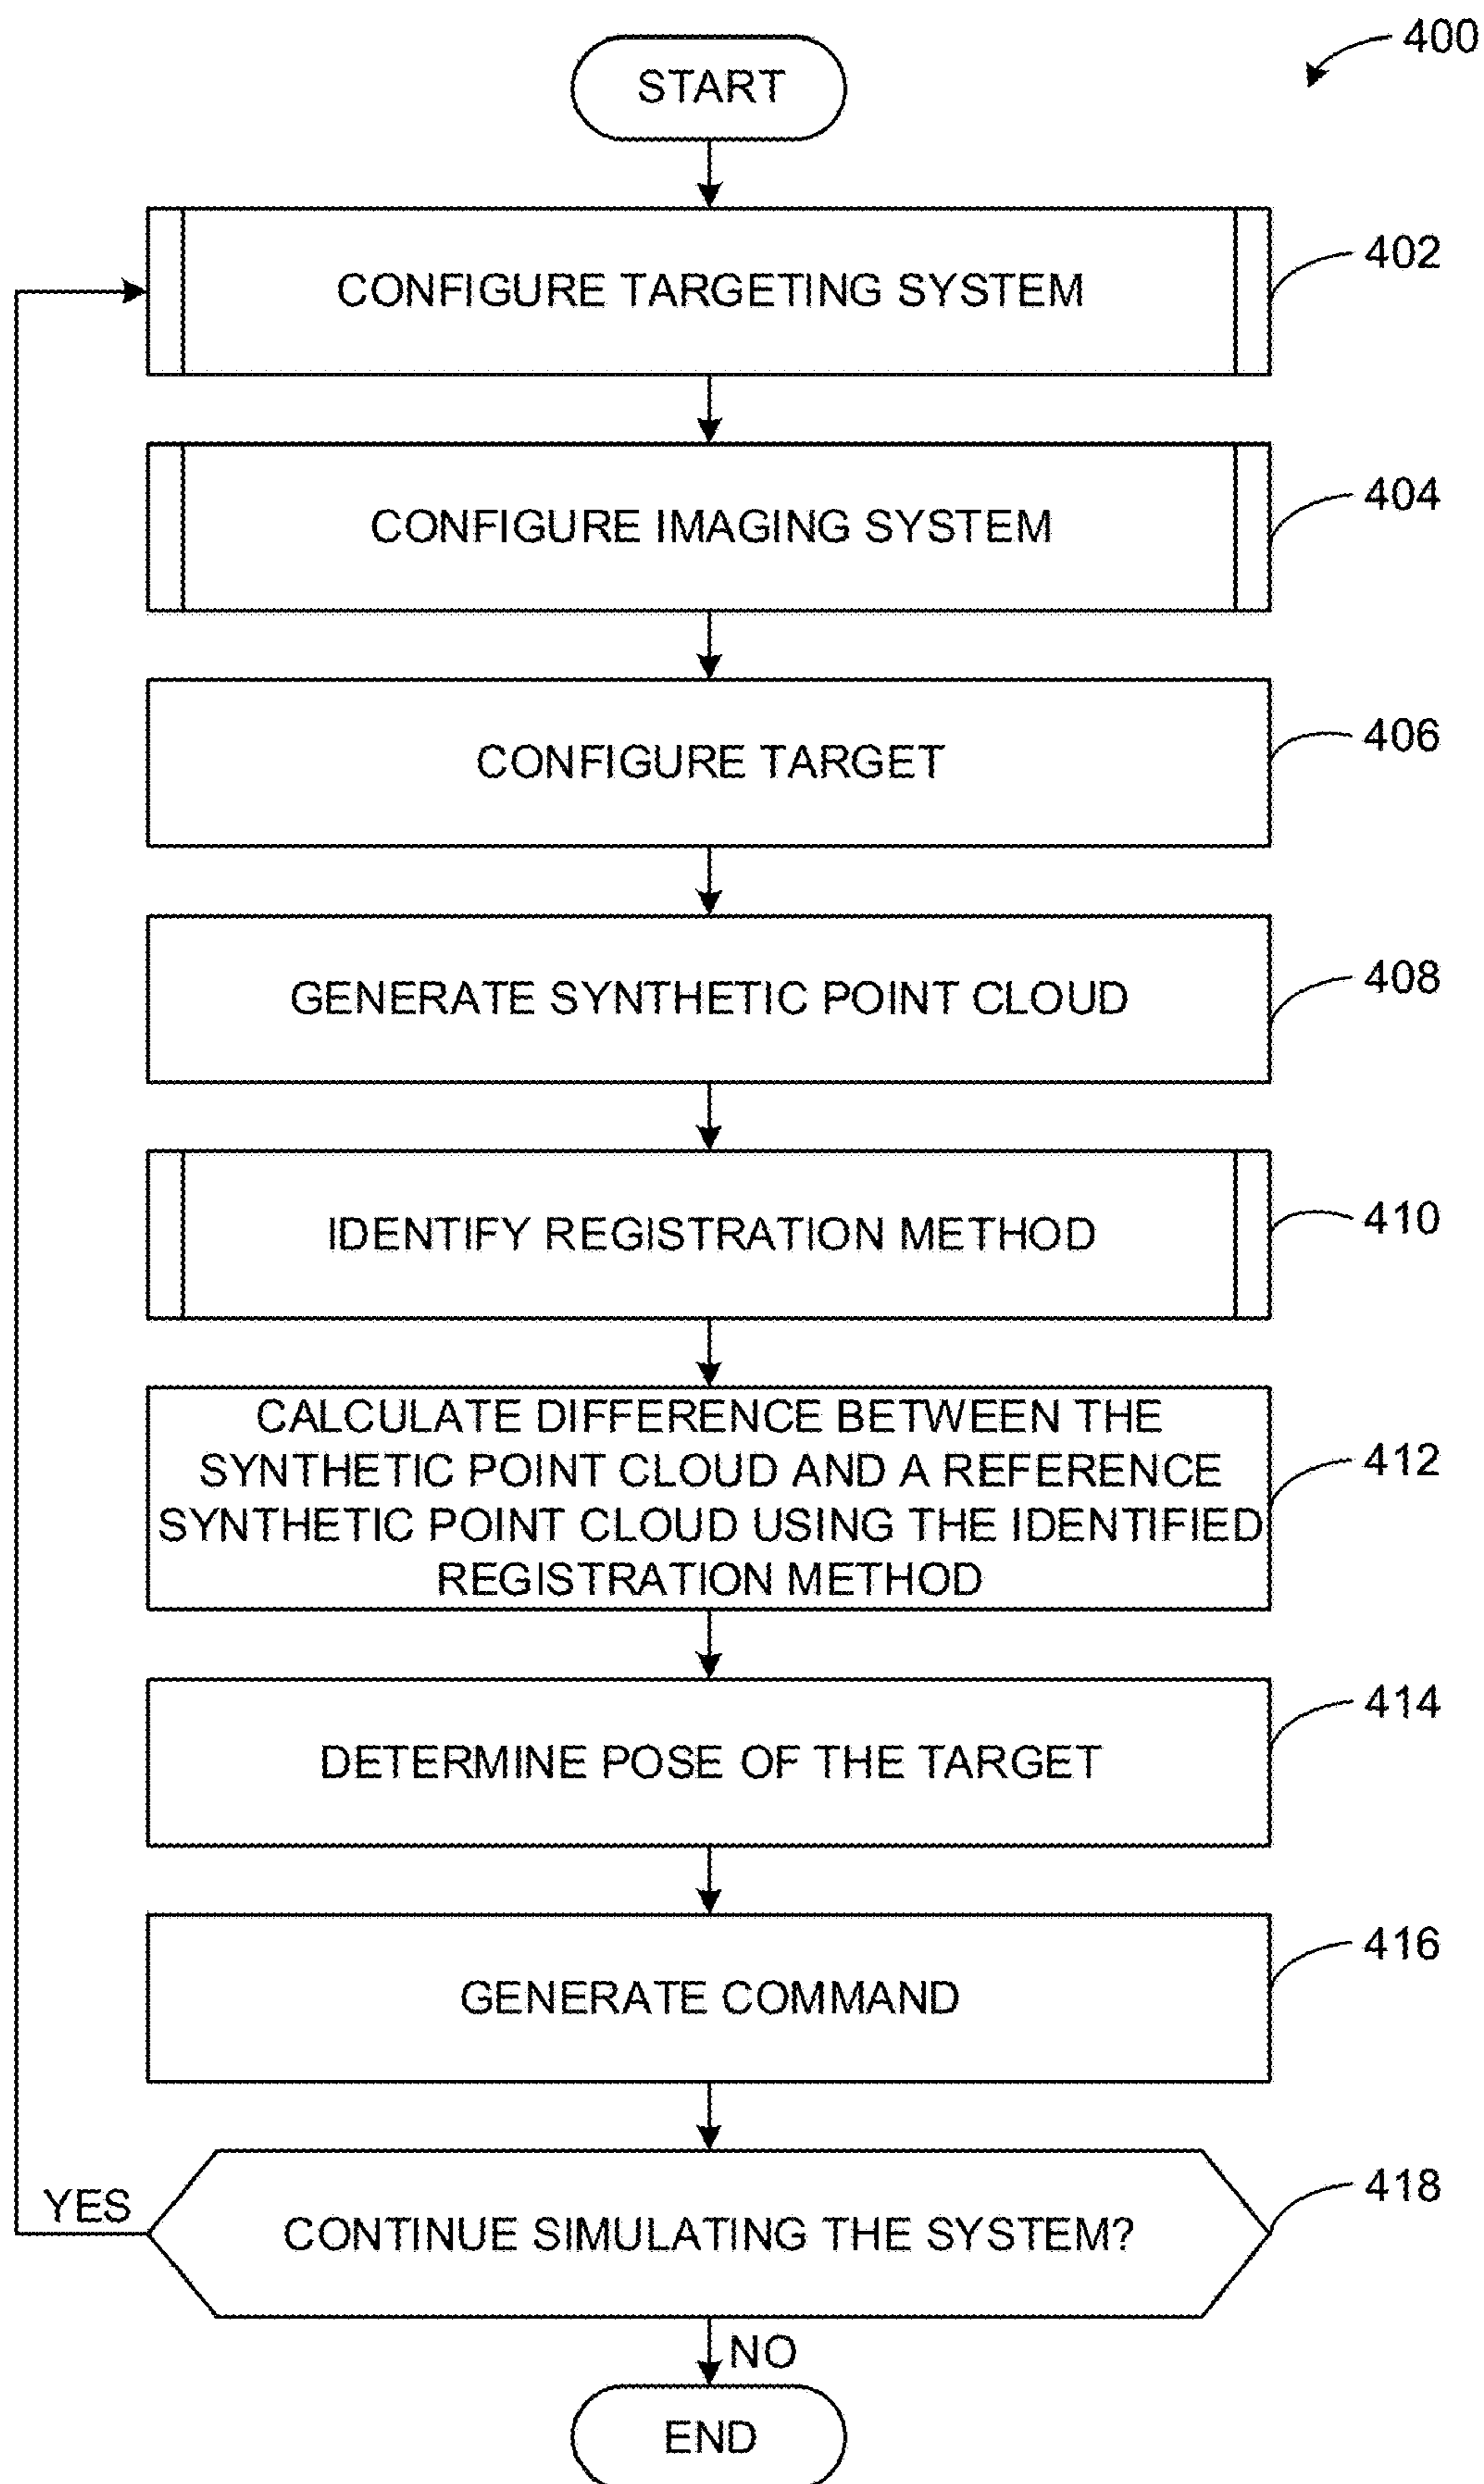 400
START
CONFIGURE TARGETING SYSTEM
402
CONFIGURE IMAGING SYSTEM
404
CONFIGURE TARGET
406
GENERATE SYNTHETIC POINT CLOUD
408
IDENTIFY REGISTRATION METHOD
410
CALCULATE DIFFERENCE BETWEEN THE
SYNTHETIC POINT CLOUD AND A REFERENCE
SYNTHETIC POINT CLOUD USING THE IDENTIFIED
REGISTRATION METHOD
412
DETERMINE POSE OF THE TARGET
414
GENERATE COMMAND
416
YES
CONTINUE SIMULATING THE SYSTEM?
418
NO
END